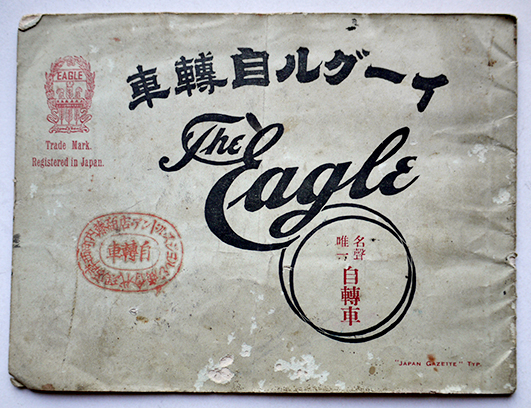 イーグル自轉車
EAGLE
Trade Mark.
Registered in Japan.
The Eagle
名聲
唯一
自轉車
自轉車
"JAPAN GAZETTE" TYP.